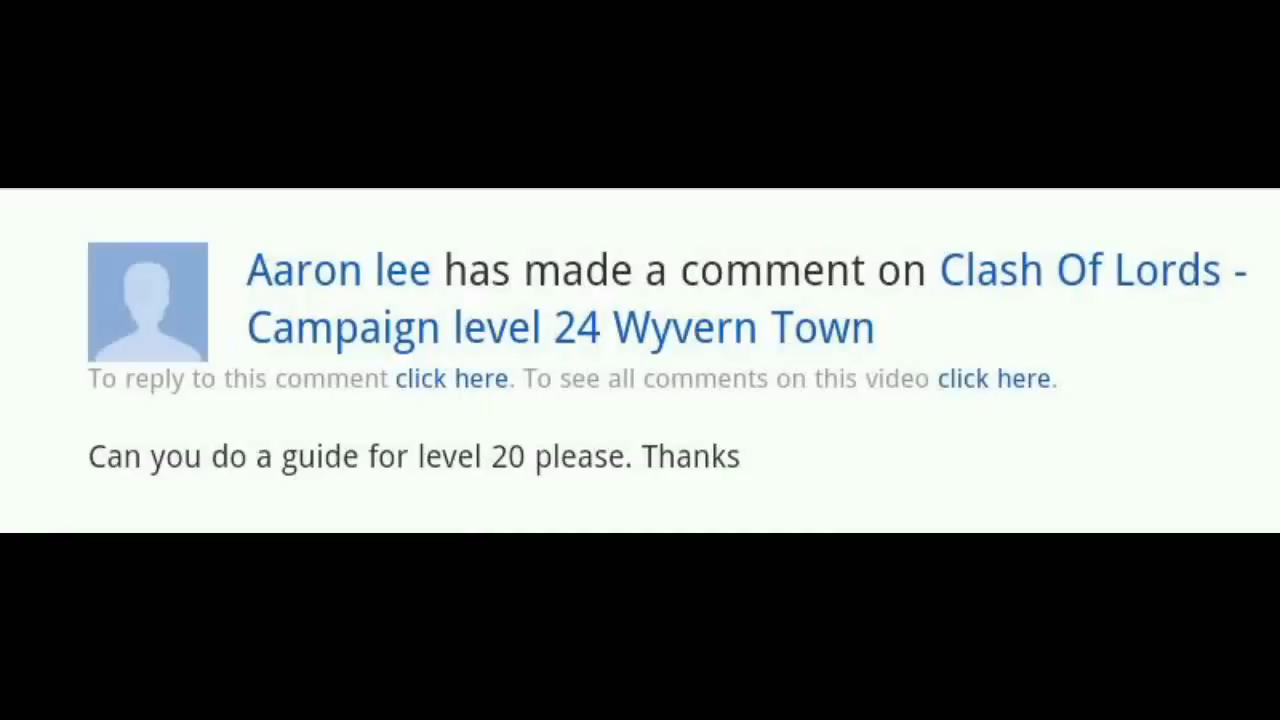 Aaron lee has made a comment on Clash Of Lords -
Campaign level 24 Wyvern Town
To reply to this comment click here. To see all comments on this video click here.
Can you do a guide for level 20 please. Thanks